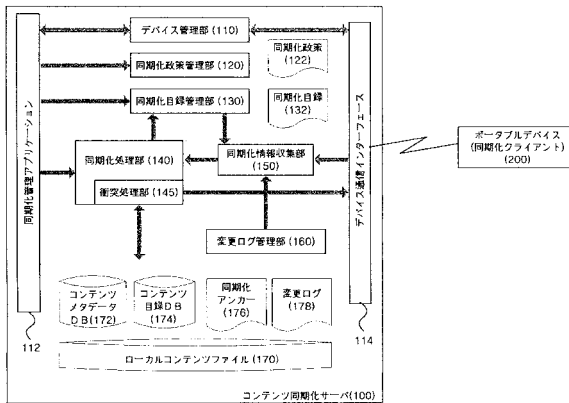 デバイス管理部(110)
同期化政策管理部(120)
同期化政策
(122)
同期化目録管理部(130)
同期化目録
(132)
同期化管理アプリケーション
デバイス通信インターフェース
ポータブルデバイス
(同期化クライアント)(200)
同期化処理部(140)
衝突処理部(145)
同期化情報収集部
(150)
変更ログ管理部(160)
コンテンツ
メタデータ
DB(172)
コンテンツ
目録DB
(174)
同期化
アンカー
(176)
変更ログ
(178)
112
114
ローカルコンテンツファイル(170)
コンテンツ同期化サーバ(100)